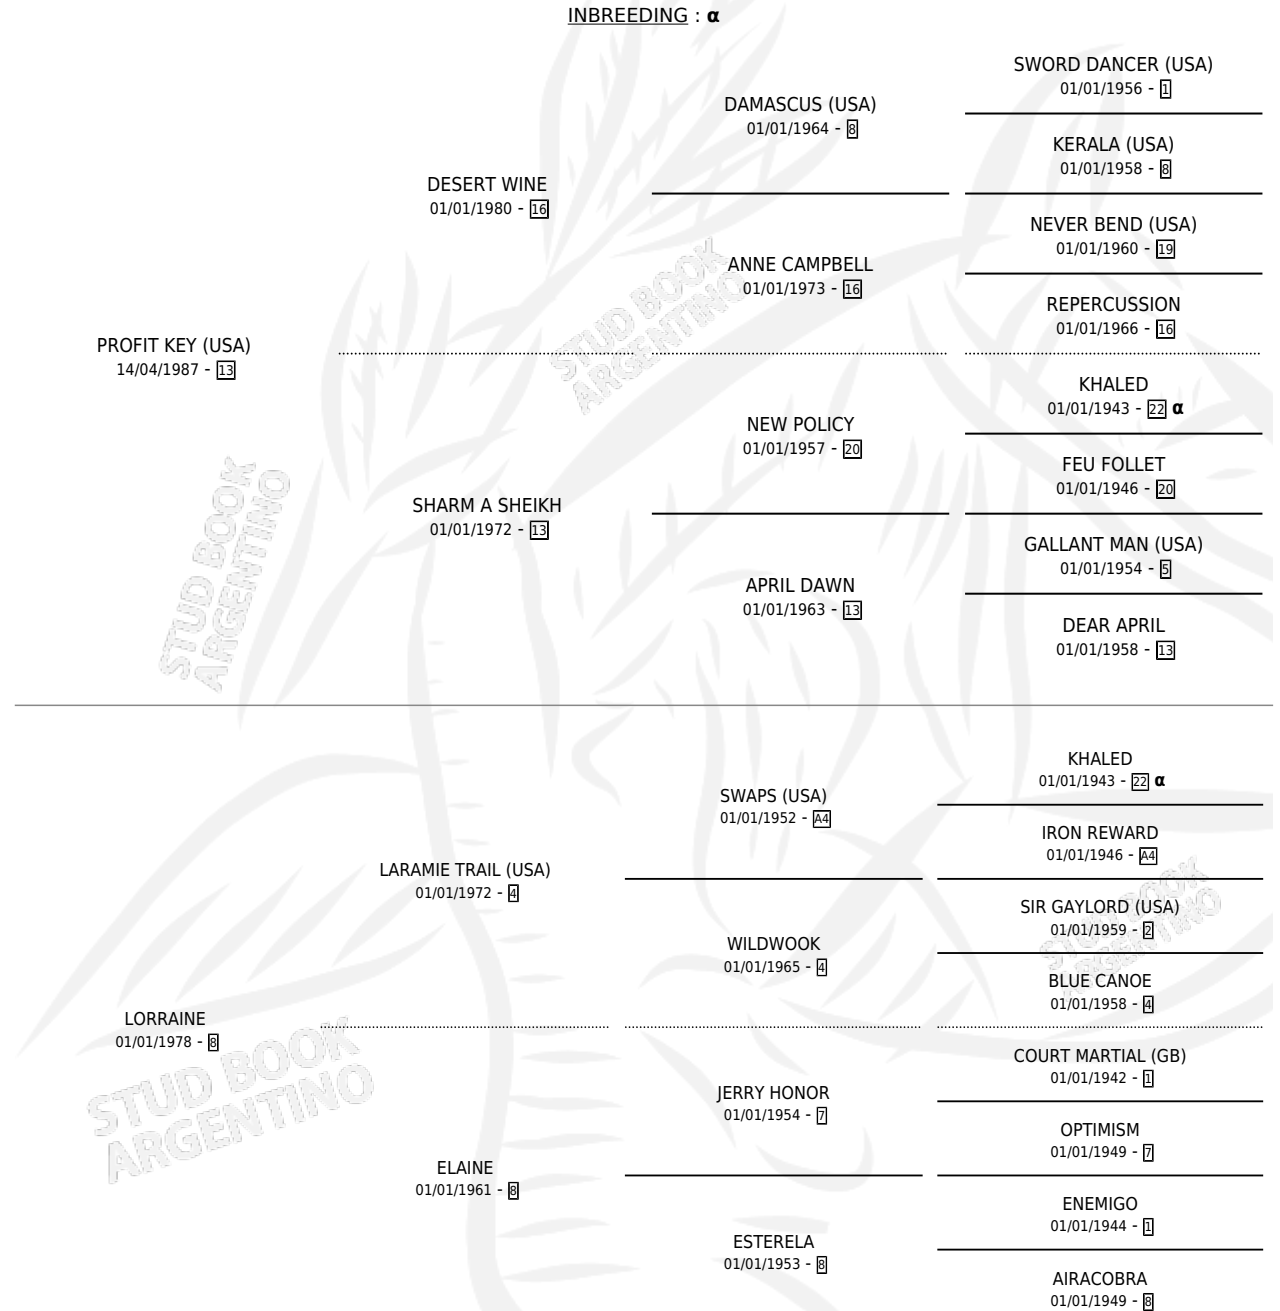 INBREEDING : α
SWORD DANCER (USA)
01/01/1956 - 1
DAMASCUS (USA)
01/01/1964 - 8
KERALA (USA)
01/01/1958 - 8
DESERT WINE
01/01/1980 - 16
NEVER BEND (USA)
01/01/1960 - 19
ANNE CAMPBELL
01/01/1973 - 16
REPERCUSSION
01/01/1966 - 16
PROFIT KEY (USA)
14/04/1987 - 13
KHALED
01/01/1943 - 22 α
NEW POLICY
01/01/1957 - 20
FEU FOLLET
01/01/1946 - 20
SHARM A SHEIKH
01/01/1972 - 13
GALLANT MAN (USA)
01/01/1954 - 5
APRIL DAWN
01/01/1963 - 13
DEAR APRIL
01/01/1958 - 13
KHALED
01/01/1943 - 22 α
SWAPS (USA)
01/01/1952 - A4
IRON REWARD
01/01/1946 - A4
LARAMIE TRAIL (USA)
01/01/1972 - 4
SIR GAYLORD (USA)
01/01/1959 - 2
WILDWOOK
01/01/1965 - 4
BLUE CANOE
01/01/1958 - 4
LORRAINE
01/01/1978 - 8
COURT MARTIAL (GB)
01/01/1942 - 1
JERRY HONOR
01/01/1954 - 7
OPTIMISM
01/01/1949 - 7
ELAINE
01/01/1961 - 8
ENEMIGO
01/01/1944 - 1
ESTERELA
01/01/1953 - 8
AIRACOBRA
01/01/1949 - 8
STUD BOOK
ARGENTINO
STUD BOOK
ARGENTINO
STUD BOOK
ARGENTINO
STUD BOOK
ARGENTINO